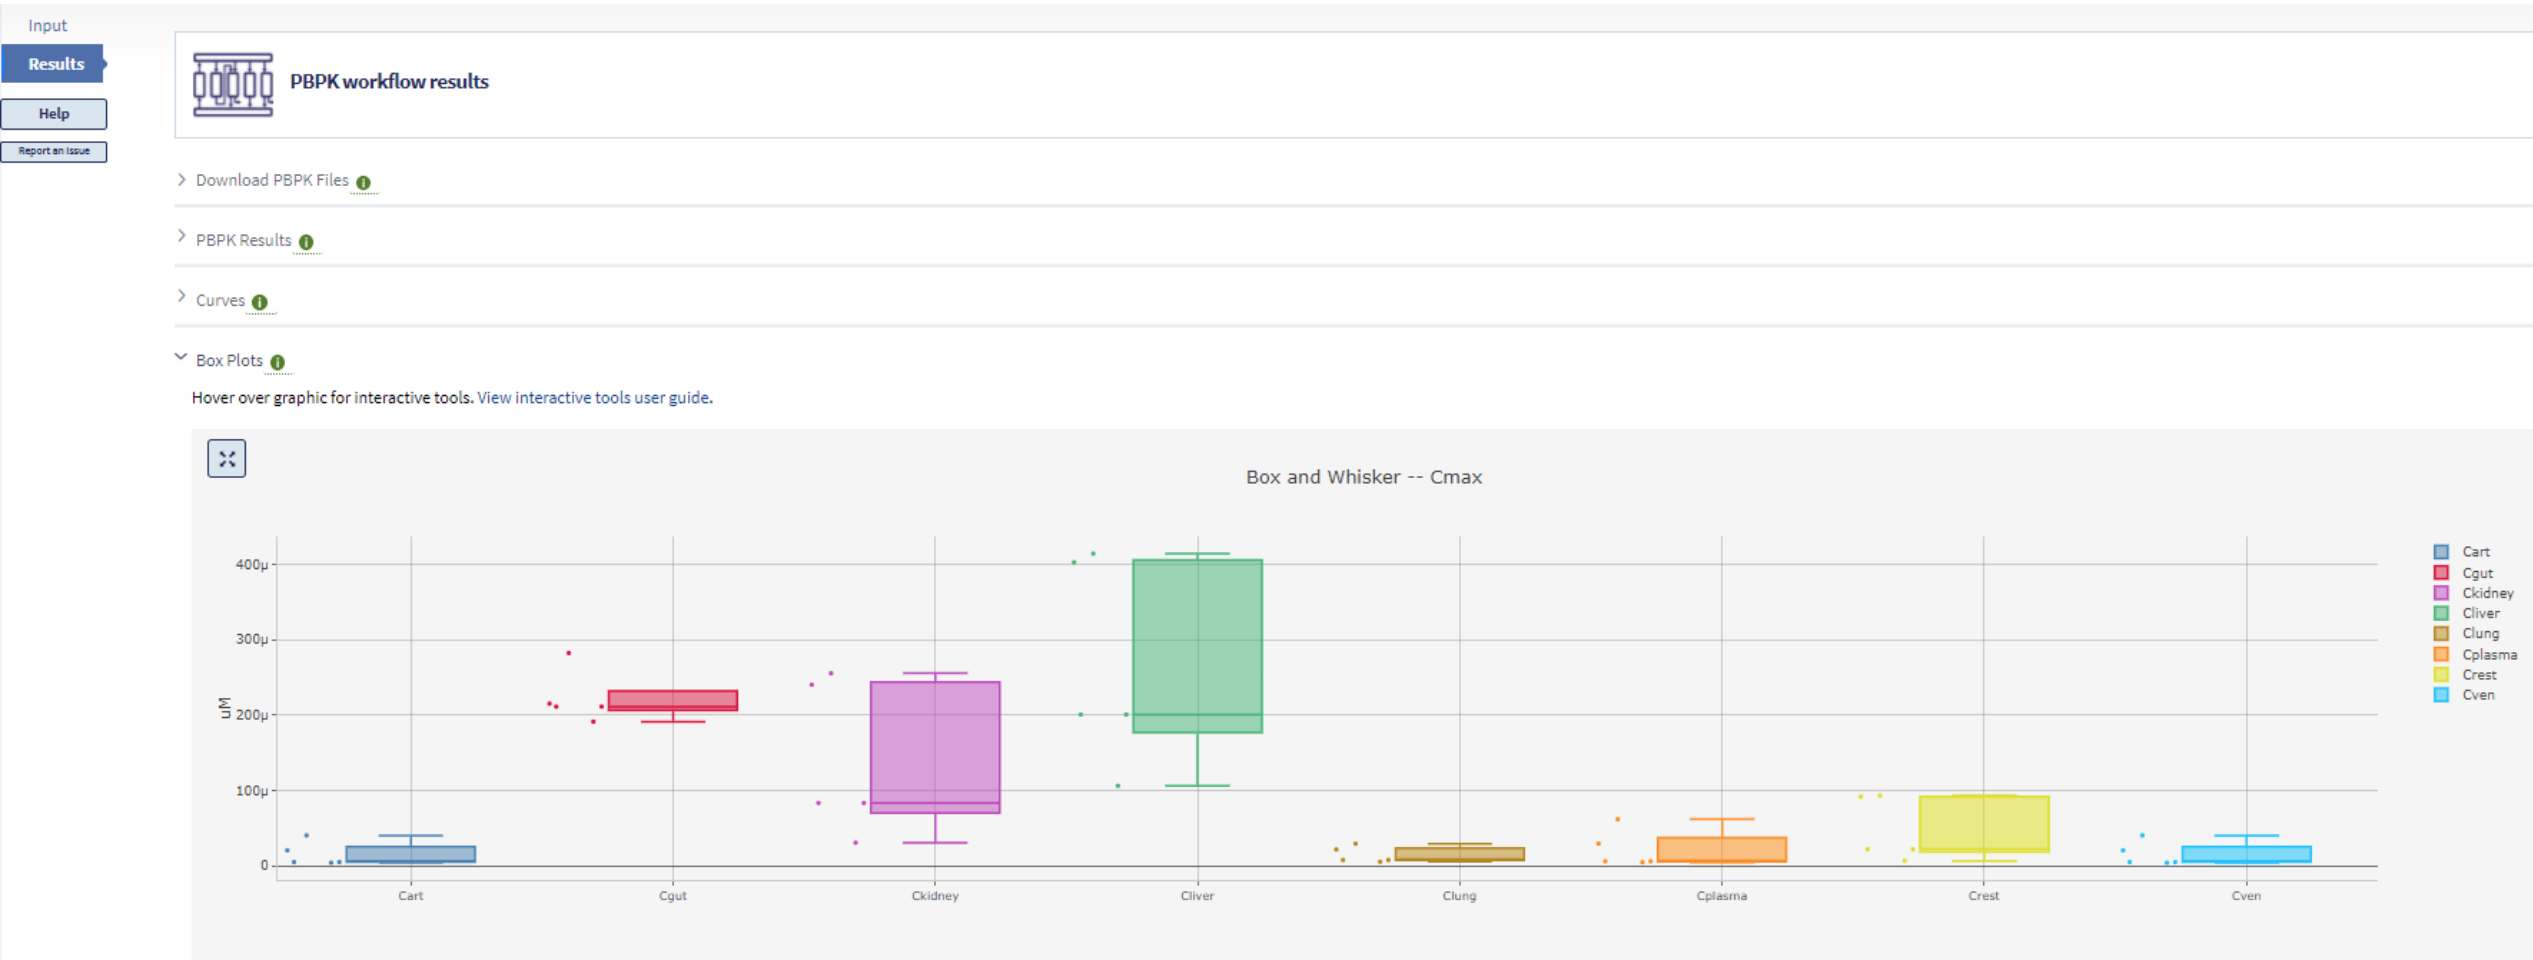 Input
Results
Help
Report an Issue
PBPK workflow results
Download PBPK Files i
PBPK Results i
Curves i
Box Plots i
Hover over graphic for interactive tools. View interactive tools user guide.
Box and Whisker -- Cmax
400µ
300µ
200µ
100µ
0
uM
Cart
Cgut
Ckidney
Cliver
Clung
Cplasma
Crest
Cven
Cart
Cgut
Ckidney
Cliver
Clung
Cplasma
Crest
Cven